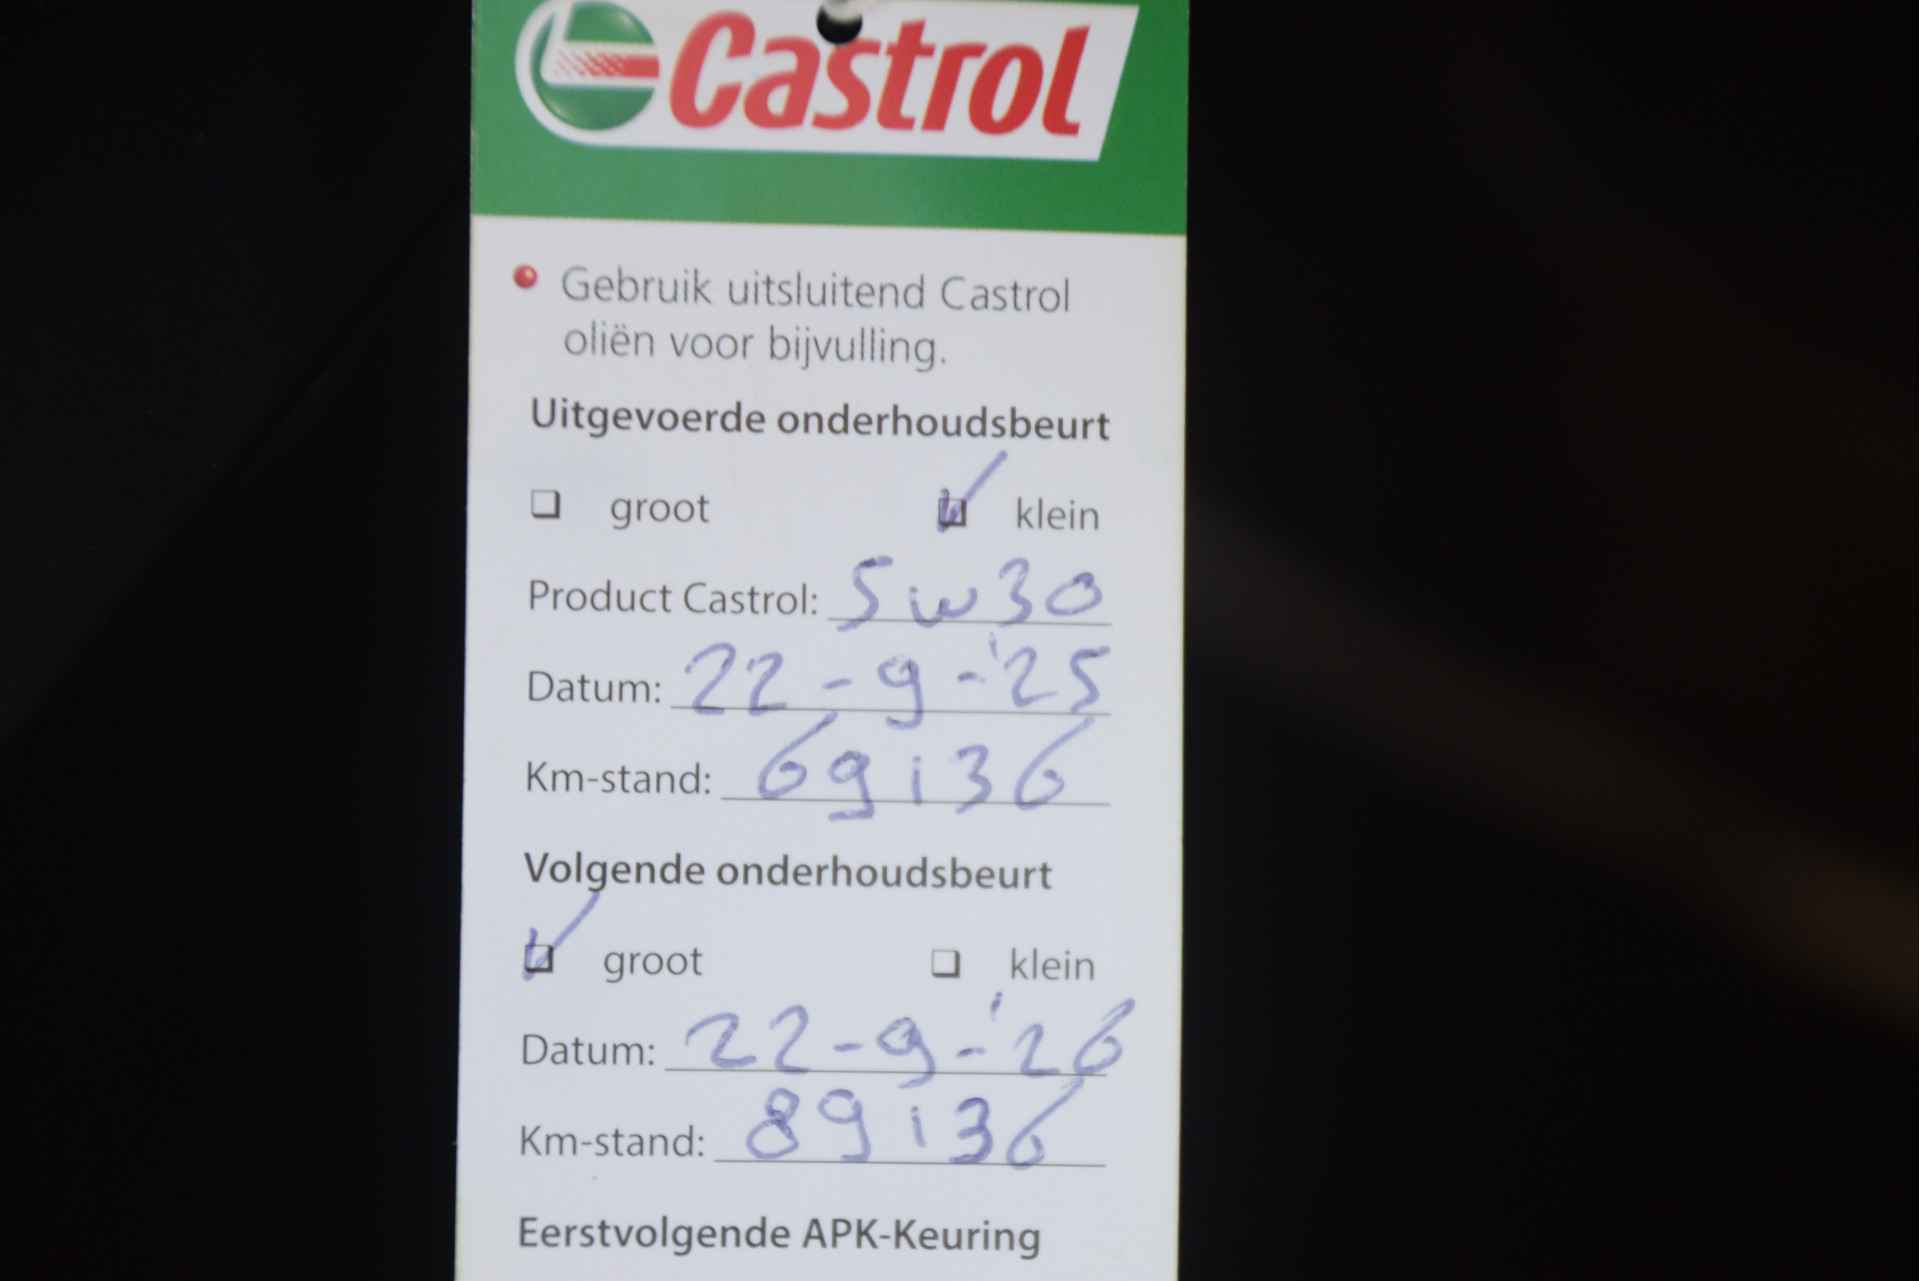 Castrol
Gebruik uitsluitend Castrol
oliën voor bijvulling.
Uitgevoerde onderhoudsbeurt
groot klein
Product Castrol: 5w30
Datum: 22-9-'25
Km-stand: 69136
Volgende onderhoudsbeurt
groot klein
Datum: 22-9-'26
Km-stand: 89136
Eerstvolgende APK-Keuring